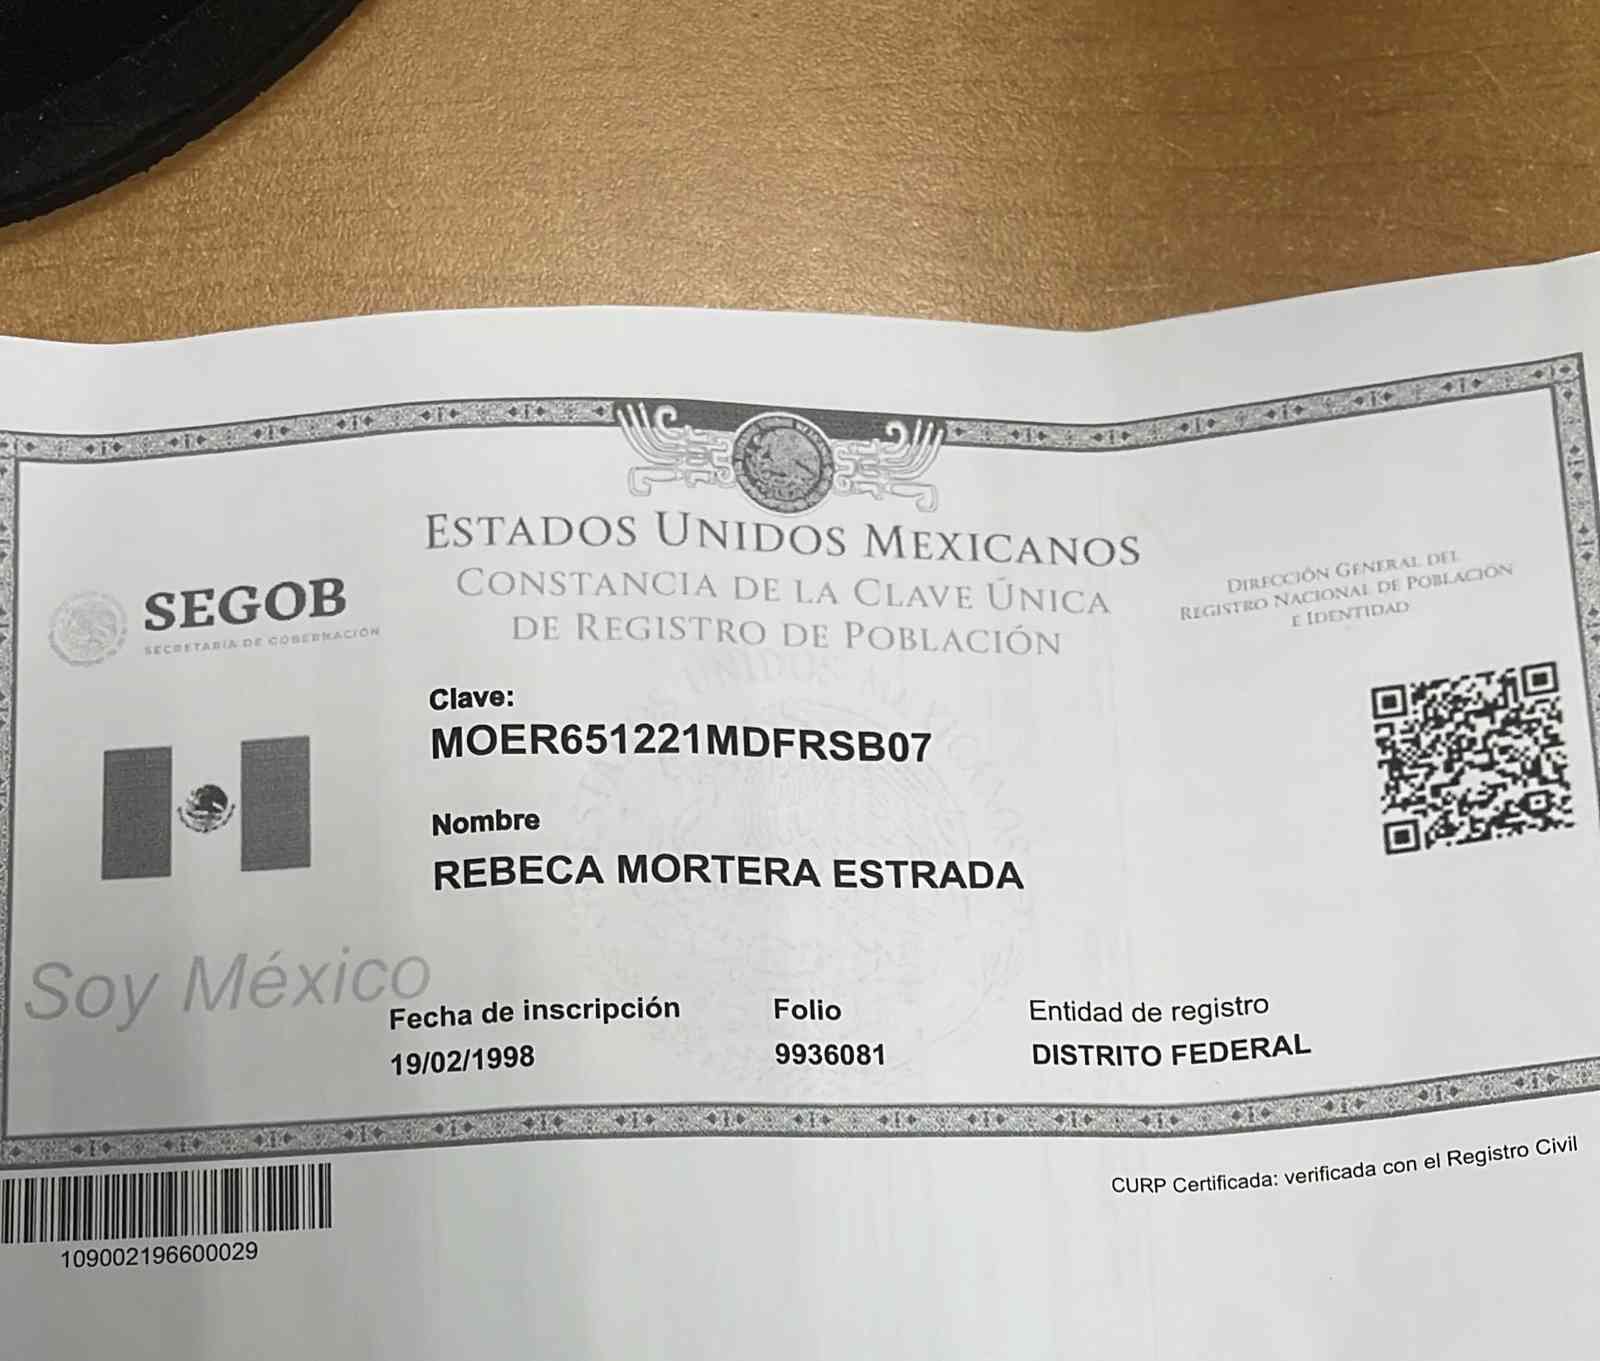 ESTADOS UNIDOS MEXICANOS
CONSTANCIA DE LA CLAVE ÚNICA
DE REGISTRO DE POBLACIÓN
SEGOB
SECRETARÍA DE GOBERNACIÓN
DIRECCIÓN GENERAL DEL
REGISTRO NACIONAL DE POBLACIÓN
E IDENTIDAD
Clave:
MOER651221MDFRSB07
Nombre
REBECA MORTERA ESTRADA
Soy México
Fecha de inscripción
19/02/1998
Folio
9936081
Entidad de registro
DISTRITO FEDERAL
109002196600029
CURP Certificada: verificada con el Registro Civil